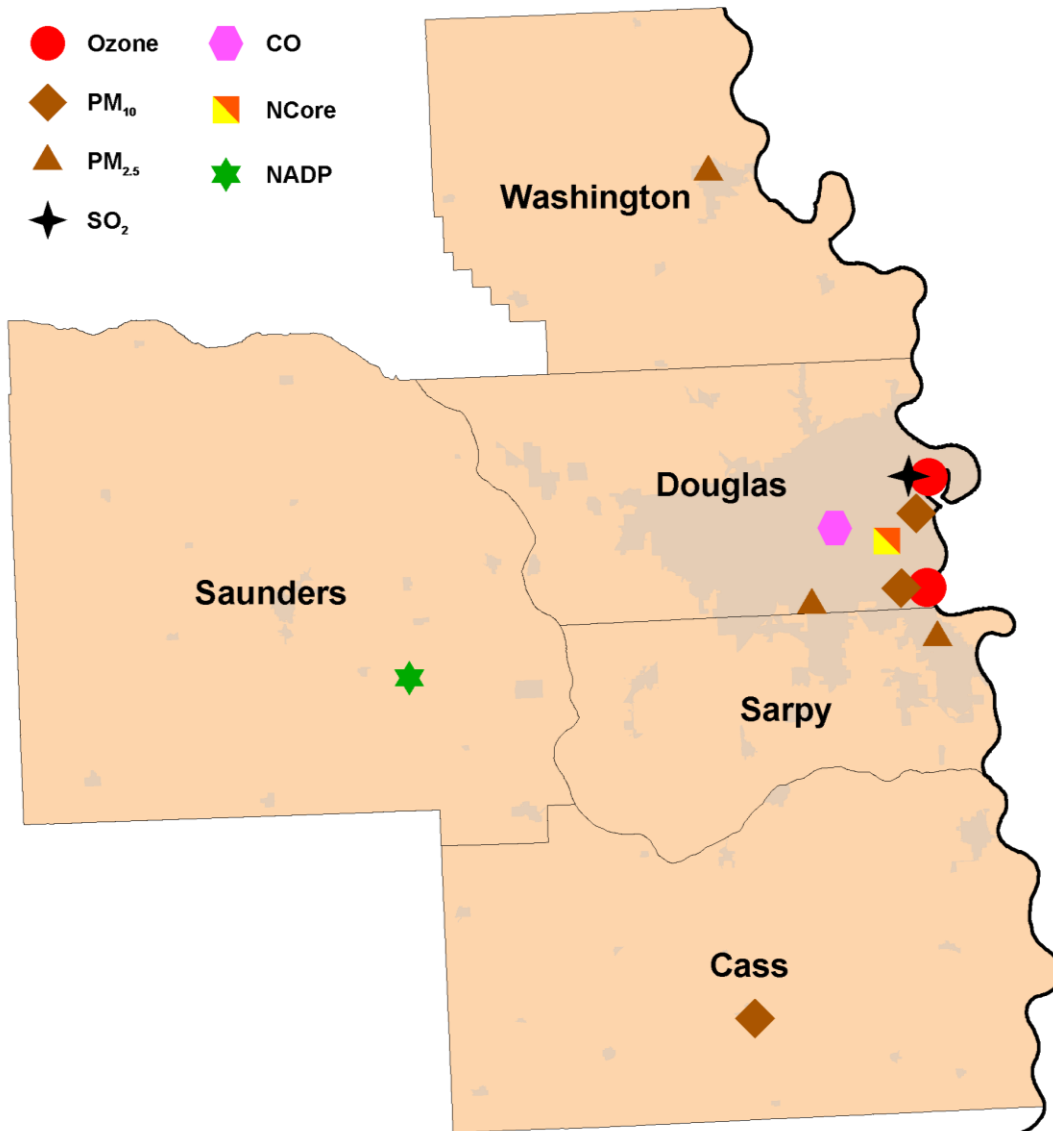 Ozone
CO
PM₁₀
NCore
PM₂.₅
NADP
SO₂
Washington
Douglas
Saunders
Sarpy
Cass